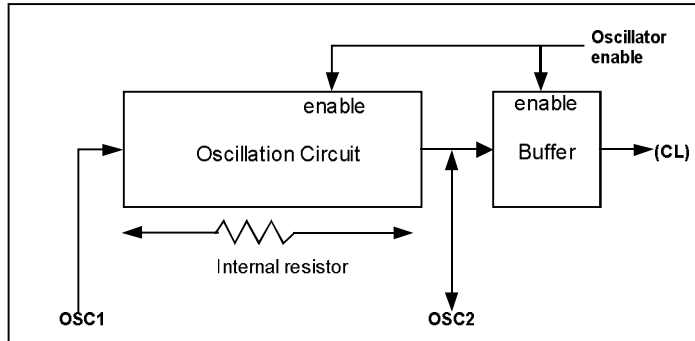 Oscillator
enable
enable
enable
Oscillation Circuit
Buffer
(CL)
Internal resistor
OSC1
OSC2